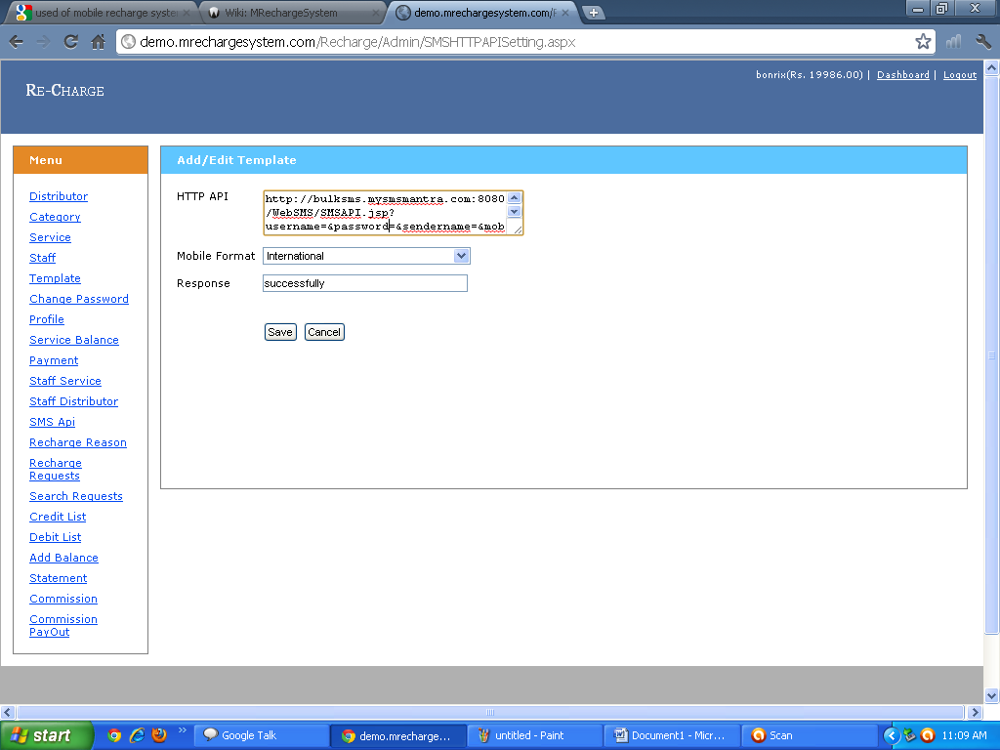 used of mobile recharge syste
Wiki: MRechargeSystem
demo.mrechargesystem.com/F
demo.mrechargesystem.com/Recharge/Admin/SMSHTTPAPISetting.aspx
bonrix(Rs. 19986.00) | Dashboard | Logout
RE-CHARGE
Menu
Distributor
Category
Service
Staff
Template
Change Password
Profile
Service Balance
Payment
Staff Service
Staff Distributor
SMS Api
Recharge Reason
Recharge
Requests
Search Requests
Credit List
Debit List
Add Balance
Statement
Commission
Commission
PayOut
Add/Edit Template
HTTP API
http://bulksms.mysmsmantra.com:8080
/WebSMS/SMSAPI.jsp?
username=&password=&sendername=&mob
Mobile Format International
Response successfully
Save Cancel
start
Google Talk
demo.mrecharge...
untitled - Paint
Document1 - Micr...
Scan
11:09 AM